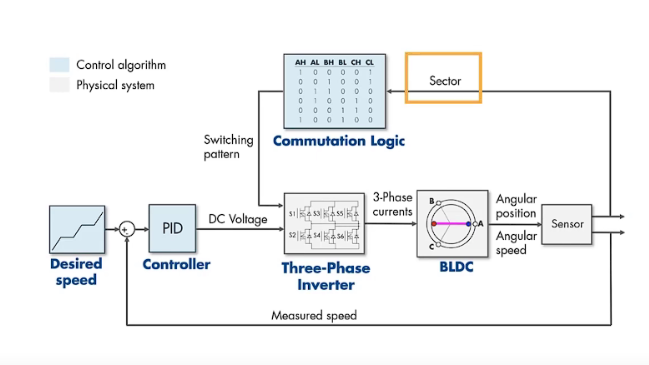 Control algorithm
Physical system
AH AL BH BL CH CL
1 0 0 0 0 1
0 0 1 0 0 1
0 1 1 0 0 0
0 1 0 0 1 0
0 0 0 1 1 0
1 0 0 1 0 0
Sector
Switching
pattern
Commutation Logic
Desired
speed
+
-
PID
Controller
DC Voltage
S1 S3 S5
S2 S4 S6
Three-Phase
Inverter
3-Phase
currents
B
A
C
BLDC
Angular
position
Angular
speed
Sensor
Measured speed